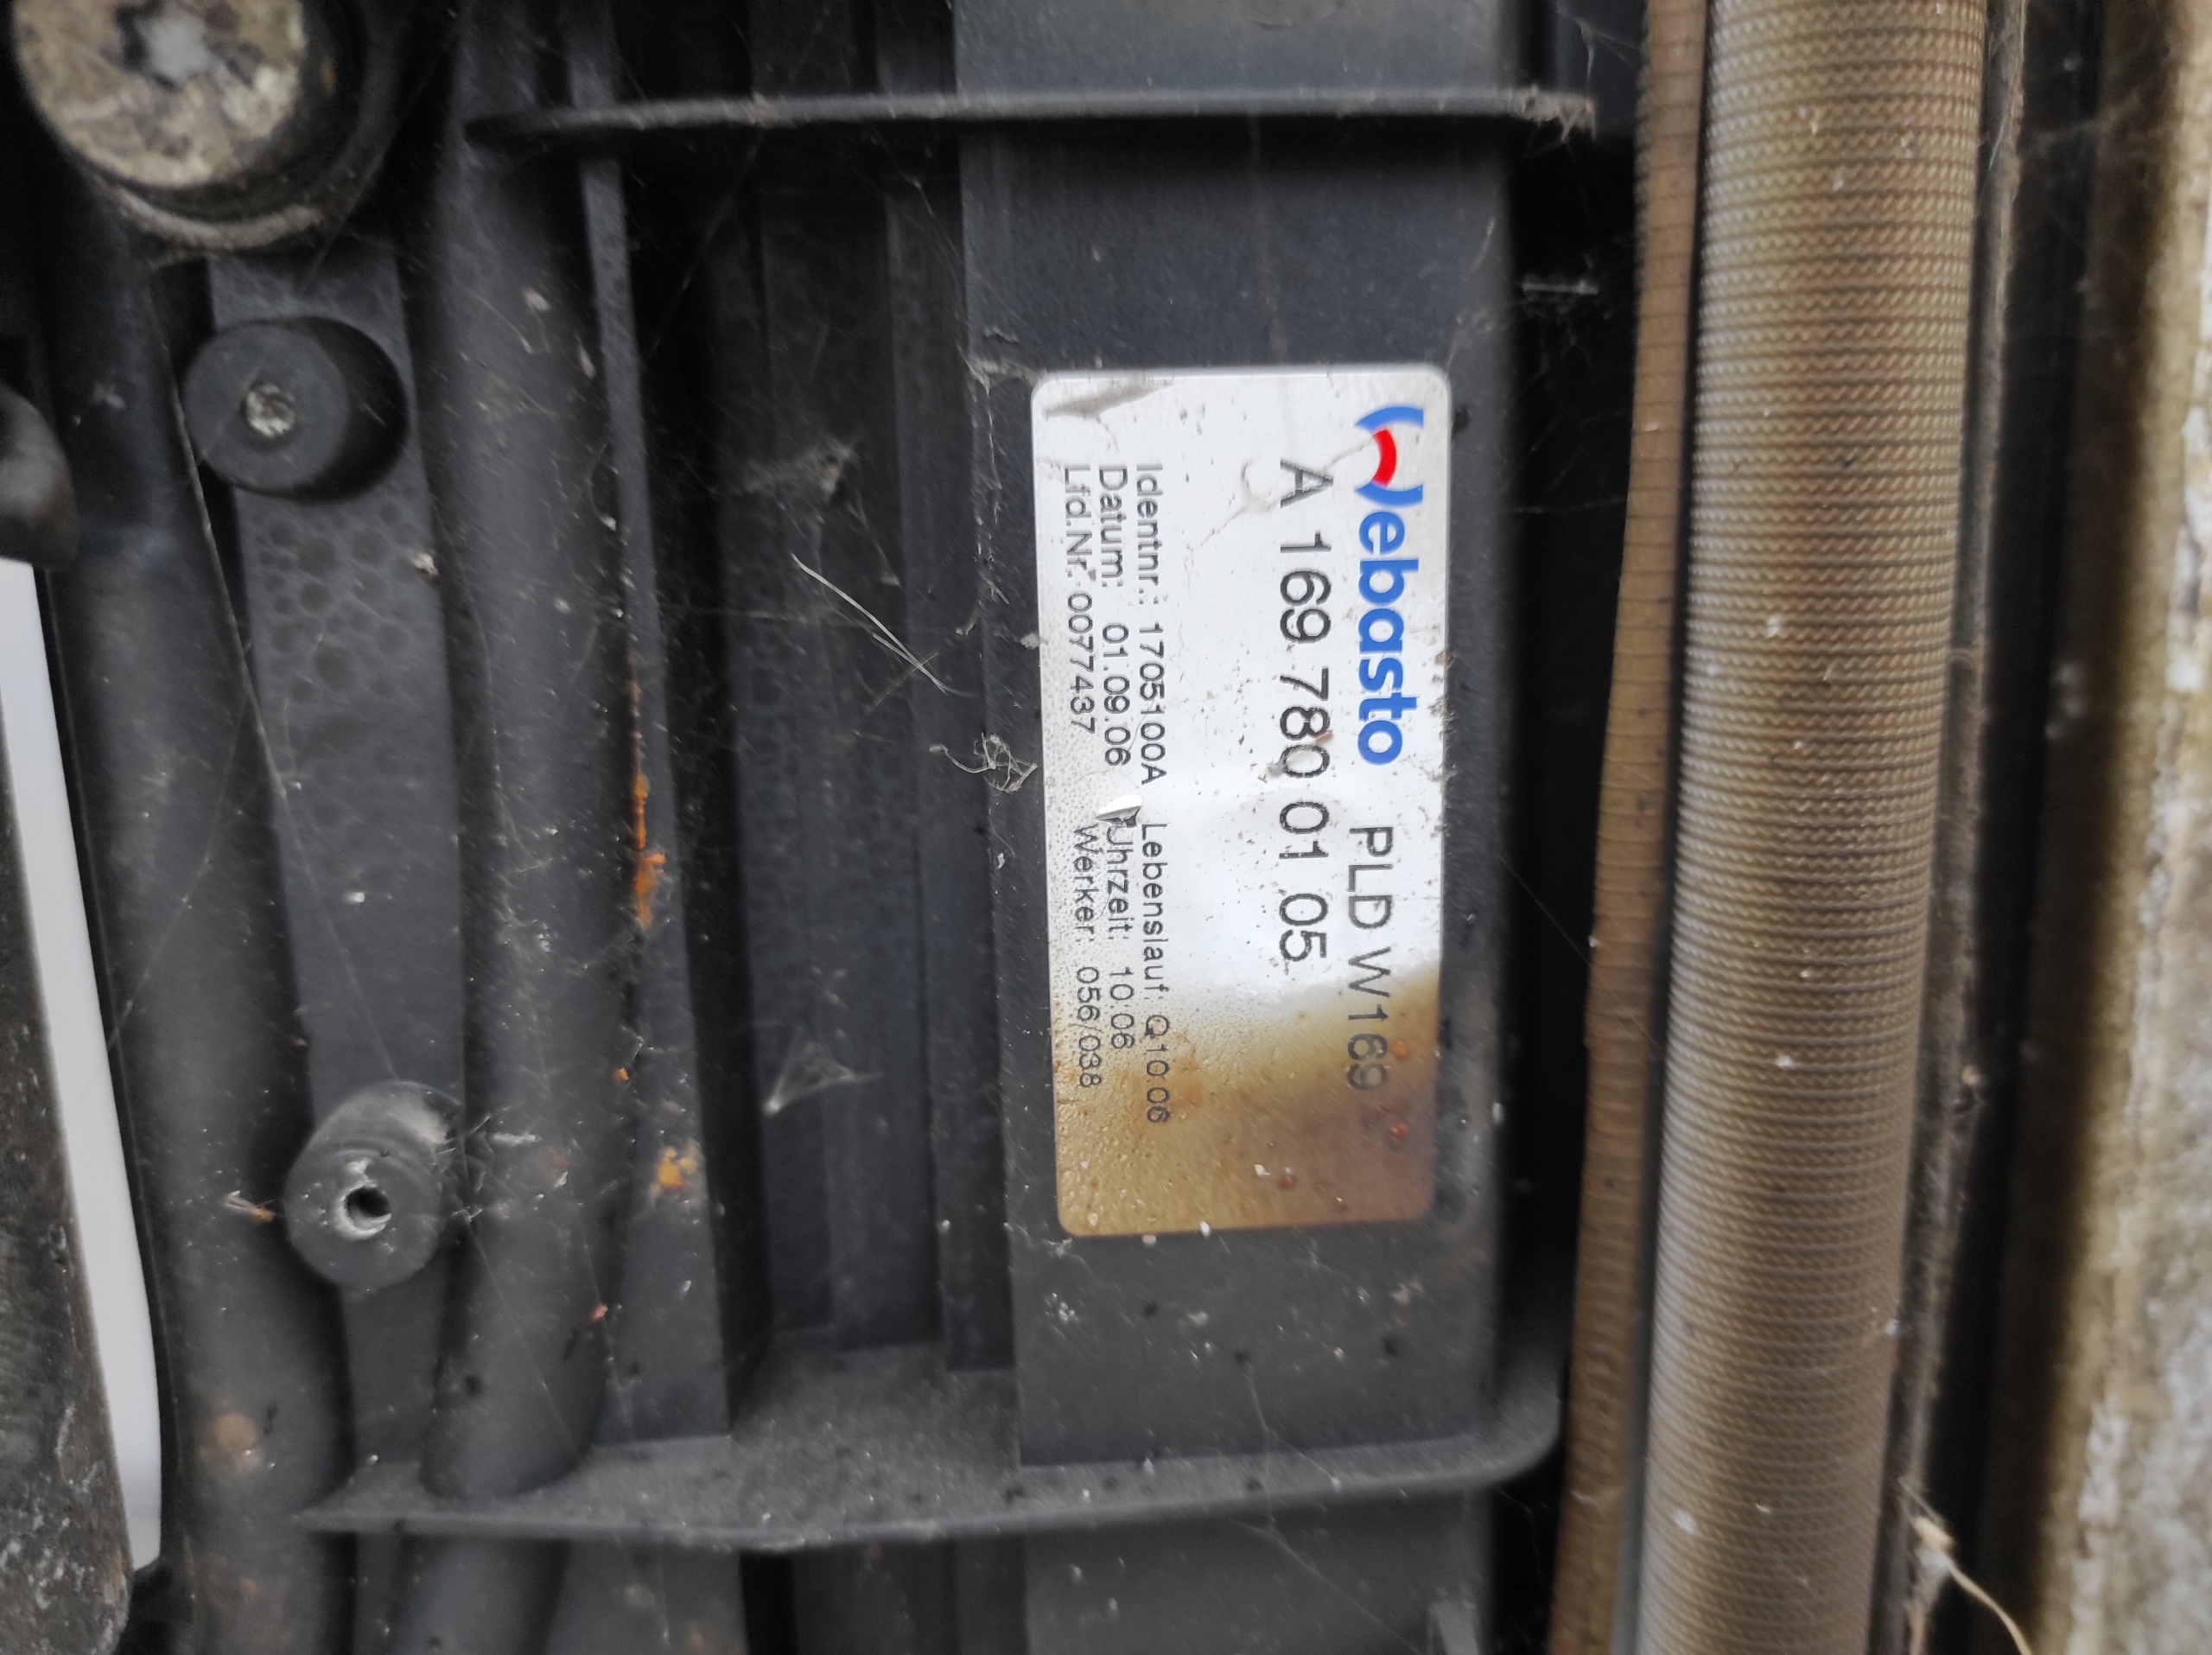 Webasto PLD W169
A 169 780 01 05
Identnr.: 1705100A Lebenslauf: Q10:06
Datum: 01.09.06 Uhrzeit: 10:06
Lfd.Nr: 0077437 Werker: 056/038